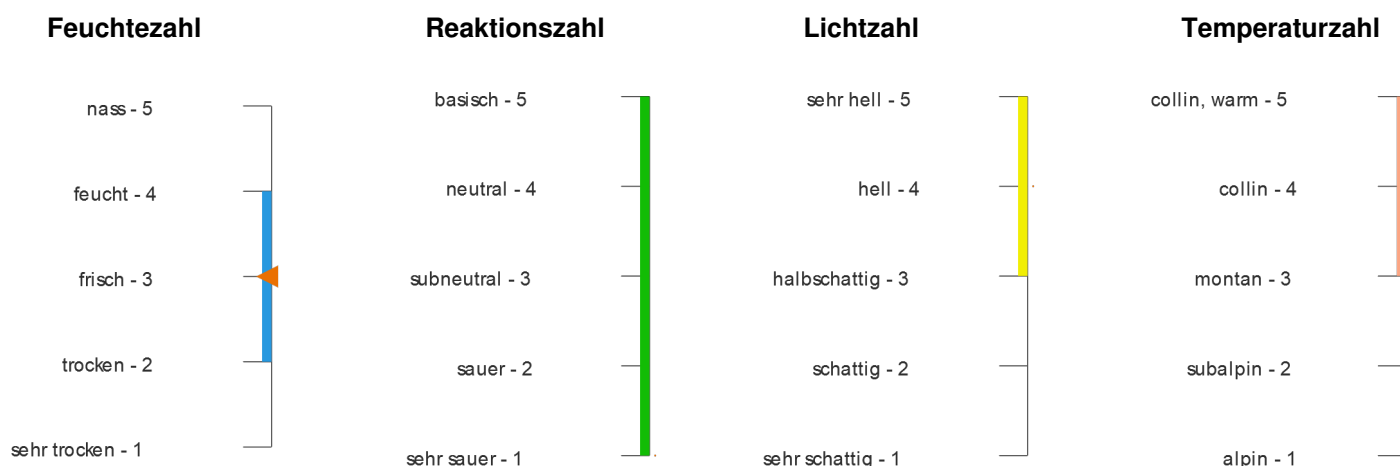 Feuchtezahl
nass - 5
feucht - 4
frisch - 3
trocken - 2
sehr trocken - 1
Reaktionszahl
basisch - 5
neutral - 4
subneutral - 3
sauer - 2
sehr sauer - 1
Lichtzahl
sehr hell - 5
hell - 4
halbschattig - 3
schattig - 2
sehr schattig - 1
Temperaturzahl
collin, warm - 5
collin - 4
montan - 3
subalpin - 2
alpin - 1